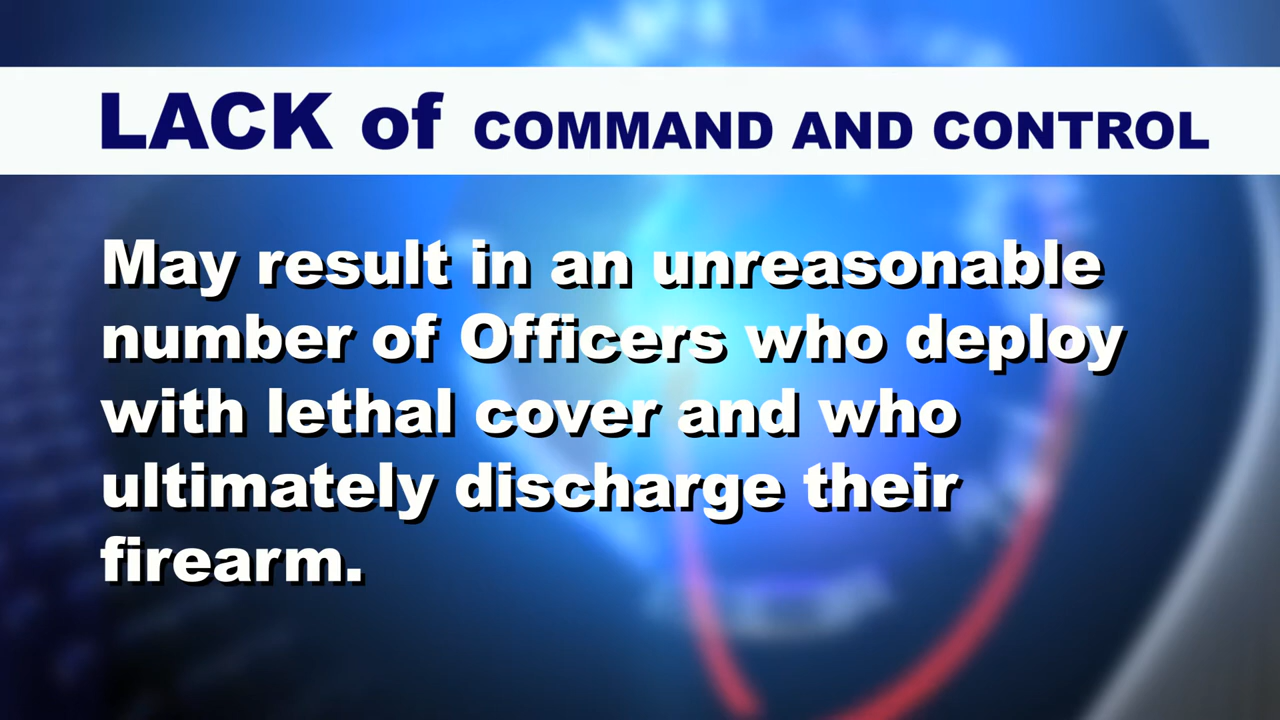 LACK of COMMAND AND CONTROL
May result in an unreasonable
number of Officers who deploy
with lethal cover and who
ultimately discharge their
firearm.